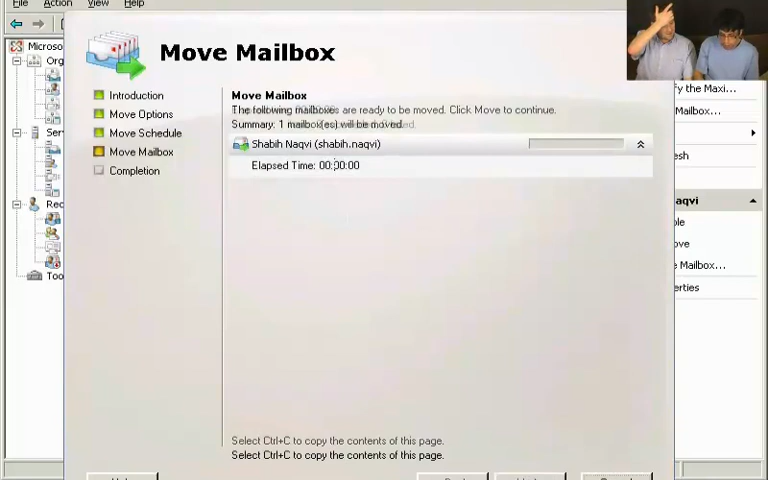 File Action View Help
Move Mailbox
Microso
Org
Ser
Rec
Too
Introduction
Move Options
Move Schedule
Move Mailbox
Completion
Move Mailbox
The following mailboxes are ready to be moved. Click Move to continue.
Summary: 1 mailbox(es) will be moved.
Shabih Naqvi (shabih.naqvi)
Elapsed Time: 00:00:00
Select Ctrl+C to copy the contents of this page.
Select Ctrl+C to copy the contents of this page.
fy the Maxi...
Mailbox...
esh
aqvi
ble
ove
e Mailbox...
erties